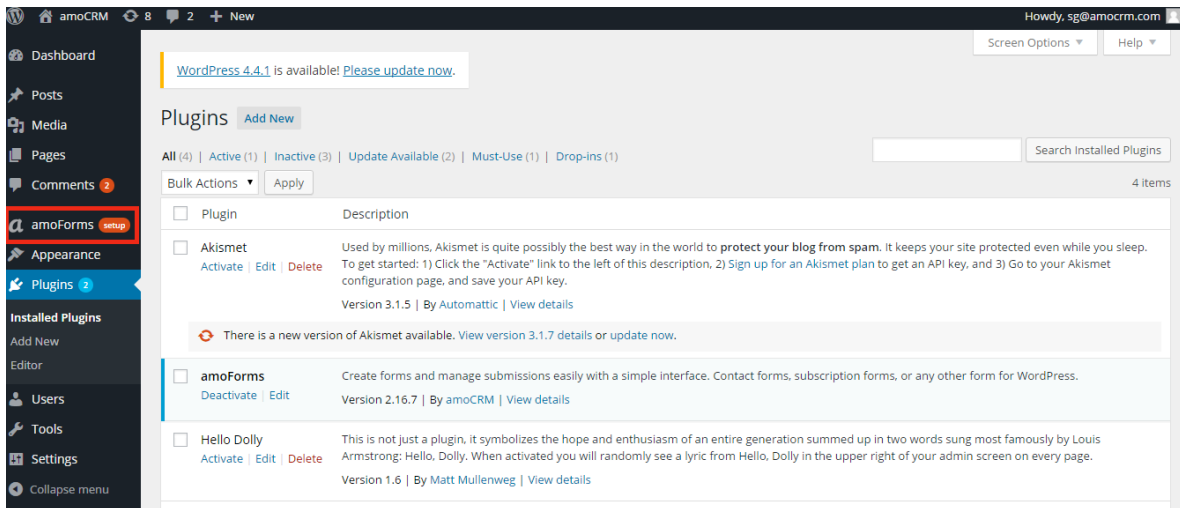 amoCRM 8 2 + New Howdy, sg@amocrm.com
Screen Options ▼ Help ▼
Dashboard
Posts
Media
Pages
Comments 2
amoForms setup
Appearance
Plugins 2
Installed Plugins
Add New
Editor
Users
Tools
Settings
Collapse menu
WordPress 4.4.1 is available! Please update now.
Plugins Add New
All (4) | Active (1) | Inactive (3) | Update Available (2) | Must-Use (1) | Drop-ins (1)
Search Installed Plugins
Bulk Actions ▼ Apply
4 items
Plugin Description
Akismet
Activate | Edit | Delete
Used by millions, Akismet is quite possibly the best way in the world to protect your blog from spam. It keeps your site protected even while you sleep.
To get started: 1) Click the "Activate" link to the left of this description, 2) Sign up for an Akismet plan to get an API key, and 3) Go to your Akismet
configuration page, and save your API key.
Version 3.1.5 | By Automattic | View details
There is a new version of Akismet available. View version 3.1.7 details or update now.
amoForms
Deactivate | Edit
Create forms and manage submissions easily with a simple interface. Contact forms, subscription forms, or any other form for WordPress.
Version 2.16.7 | By amoCRM | View details
Hello Dolly
Activate | Edit | Delete
This is not just a plugin, it symbolizes the hope and enthusiasm of an entire generation summed up in two words sung most famously by Louis
Armstrong: Hello, Dolly. When activated you will randomly see a lyric from Hello, Dolly in the upper right of your admin screen on every page.
Version 1.6 | By Matt Mullenweg | View details